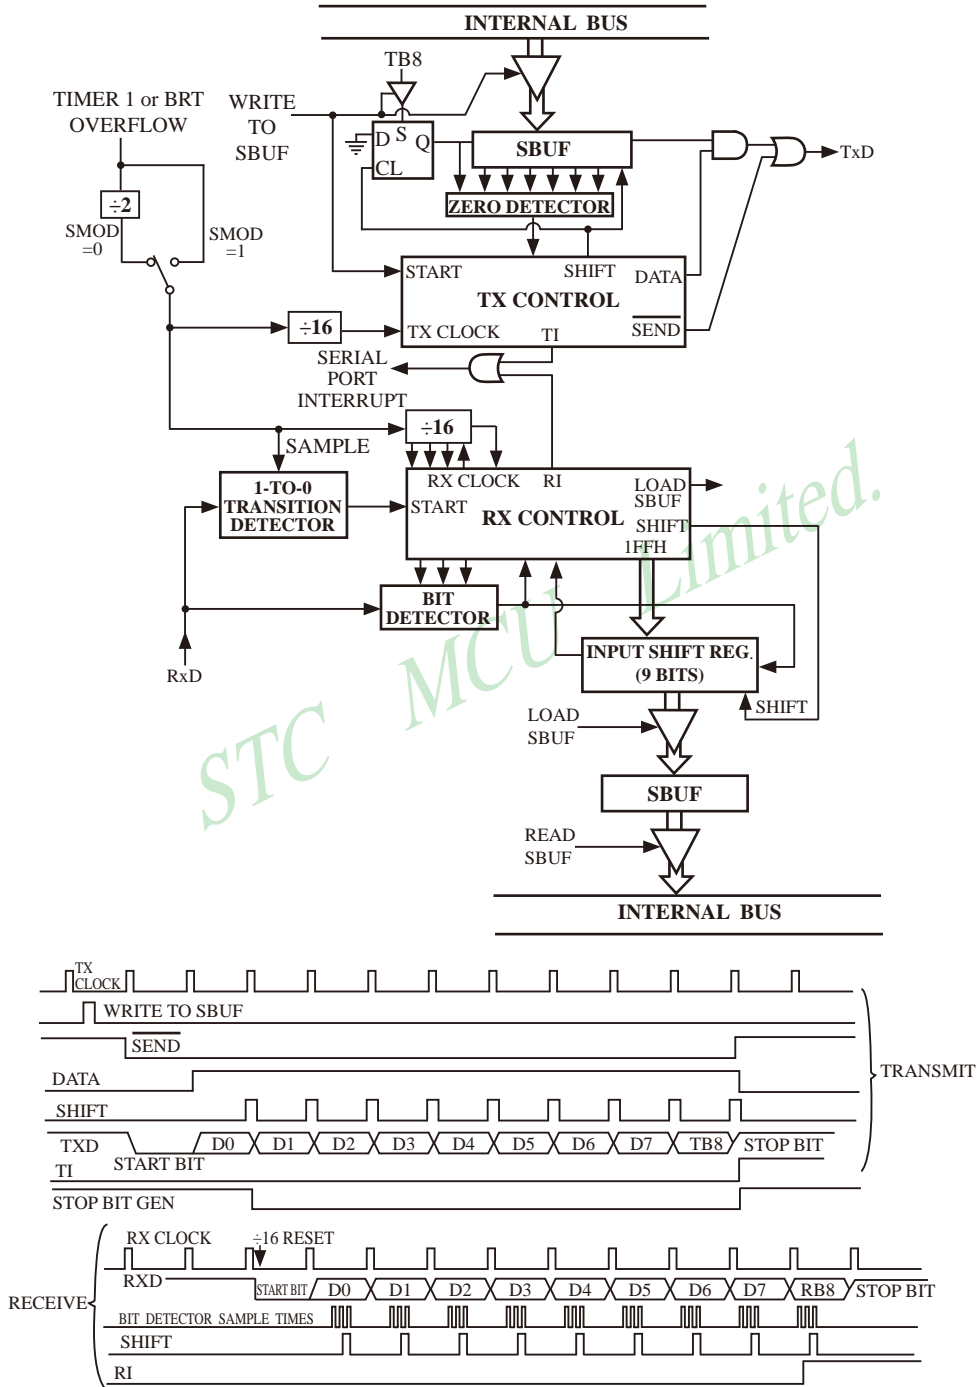 INTERNAL BUS
TB8
TIMER 1 or BRT
OVERFLOW
WRITE
TO
SBUF
D
S
Q
CL
SBUF
TxD
÷2
ZERO DETECTOR
SMOD
=0
SMOD
=1
START
SHIFT
DATA
TX CONTROL
÷16
TX CLOCK
TI
SEND
SERIAL
PORT
INTERRUPT
÷16
SAMPLE
RX CLOCK
RI
LOAD
SBUF
1-TO-0
TRANSITION
DETECTOR
START
RX CONTROL
SHIFT
1FFH
BIT
DETECTOR
RxD
INPUT SHIFT REG.
(9 BITS)
SHIFT
LOAD
SBUF
SBUF
READ
SBUF
INTERNAL BUS
STC MCU Limited.
TX
CLOCK
WRITE TO SBUF
SEND
DATA
TRANSMIT
SHIFT
TXD
START BIT
D0 D1 D2 D3 D4 D5 D6 D7 TB8
STOP BIT
TI
STOP BIT GEN
RX CLOCK
÷16 RESET
RXD
START BIT
D0 D1 D2 D3 D4 D5 D6 D7 RB8
STOP BIT
RECEIVE
BIT DETECTOR SAMPLE TIMES
SHIFT
RI